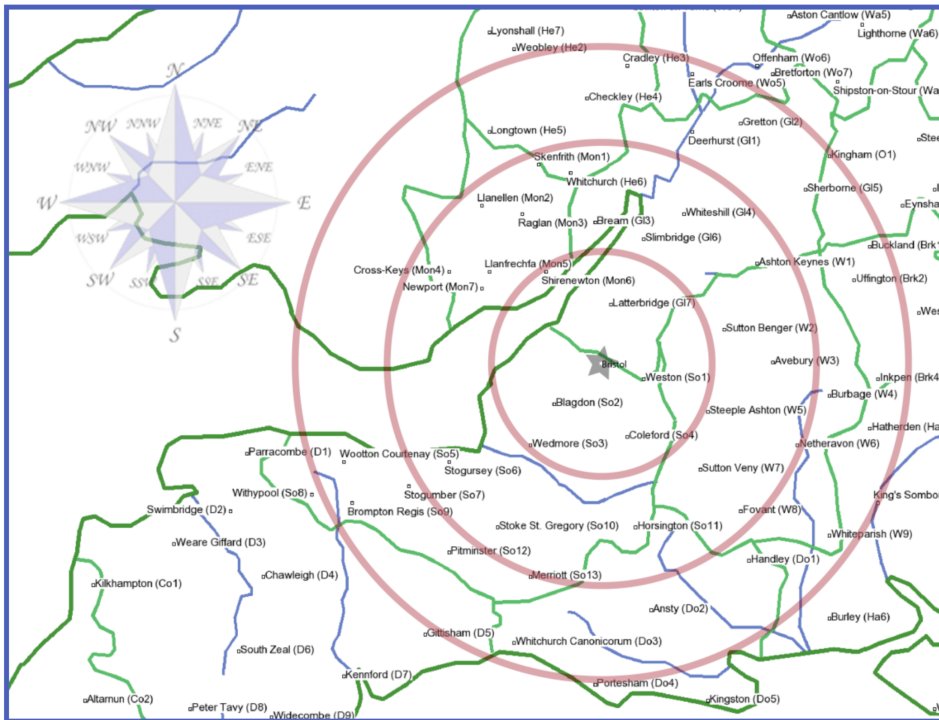 Lyonshall (He7)
Aston Cantlow (Wa5)
Lighthorne (Wa6)
Weobley (He2)
Cradley (He3)
Offenham (Wo6)
Bretforton (Wo7)
Earls Croome (Wo5)
Shipston-on-Stour (Wa
Checkley (He4)
Gretton (Gl2)
Longtown (He5)
Deerhurst (Gl1)
Stee
N
NNW
NNE
NW
NE
WNW
ENE
W
E
WSW
ESE
SW
SE
SSW
SSE
S
Skenfrith (Mon1)
Kingham (O1)
Whitchurch (He6)
Sherborne (Gl5)
Llanellen (Mon2)
Eynsha
Raglan (Mon3)
Bream (Gl3)
Whiteshill (Gl4)
Slimbridge (Gl6)
Buckland (Brk1
Cross-Keys (Mon4)
Llanfrechfa (Mon5)
Ashton Keynes (W1)
Newport (Mon7)
Shirenewton (Mon6)
Uffington (Brk2)
Latterbridge (Gl7)
Wes
Sutton Benger (W2)
Bristol
Avebury (W3)
Weston (So1)
Inkpen (Brk4
Blagdon (So2)
Burbage (W4)
Steeple Ashton (W5)
Hatherden (Ha
Wedmore (So3)
Coleford (So4)
Netheravon (W6)
Parracombe (D1)
Wootton Courtenay (So5)
Stogursey (So6)
Sutton Veny (W7)
Withypool (So8)
Stogumber (So7)
King's Sombor
Swimbridge (D2)
Brompton Regis (So9)
Fovant (W8)
Stoke St. Gregory (So10)
Horsington (So11)
Whiteparish (W9)
Weare Giffard (D3)
Pitminster (So12)
Handley (Do1)
Kilkhampton (Co1)
Chawleigh (D4)
Merriott (So13)
Ansty (Do2)
Burley (Ha6)
Gittisham (D5)
Whitchurch Canonicorum (Do3)
South Zeal (D6)
Kennford (D7)
Portesham (Do4)
Altarnun (Co2)
Kingston (Do5)
Peter Tavy (D8)
Widecombe (D9)